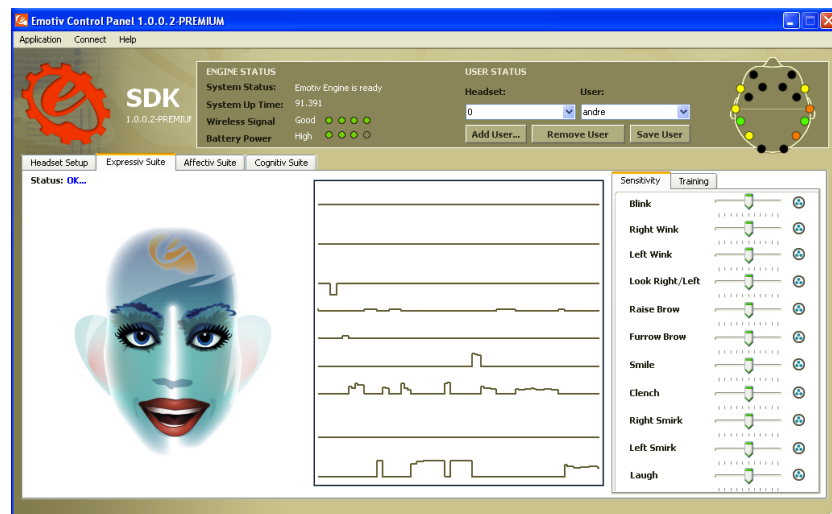 Emotiv Control Panel 1.0.0.2-PREMIUM
Application Connect Help
ENGINE STATUS
System Status: Emotiv Engine is ready
System Up Time: 91.391
Wireless Signal Good
Battery Power High
USER STATUS
Headset: User:
0 andre
Add User... Remove User Save User
SDK
1.0.0.2-PREMIUM
Headset Setup Expressiv Suite Affectiv Suite Cognitiv Suite
Status: OK...
Sensitivity Training
Blink
Right Wink
Left Wink
Look Right/Left
Raise Brow
Furrow Brow
Smile
Clench
Right Smirk
Left Smirk
Laugh